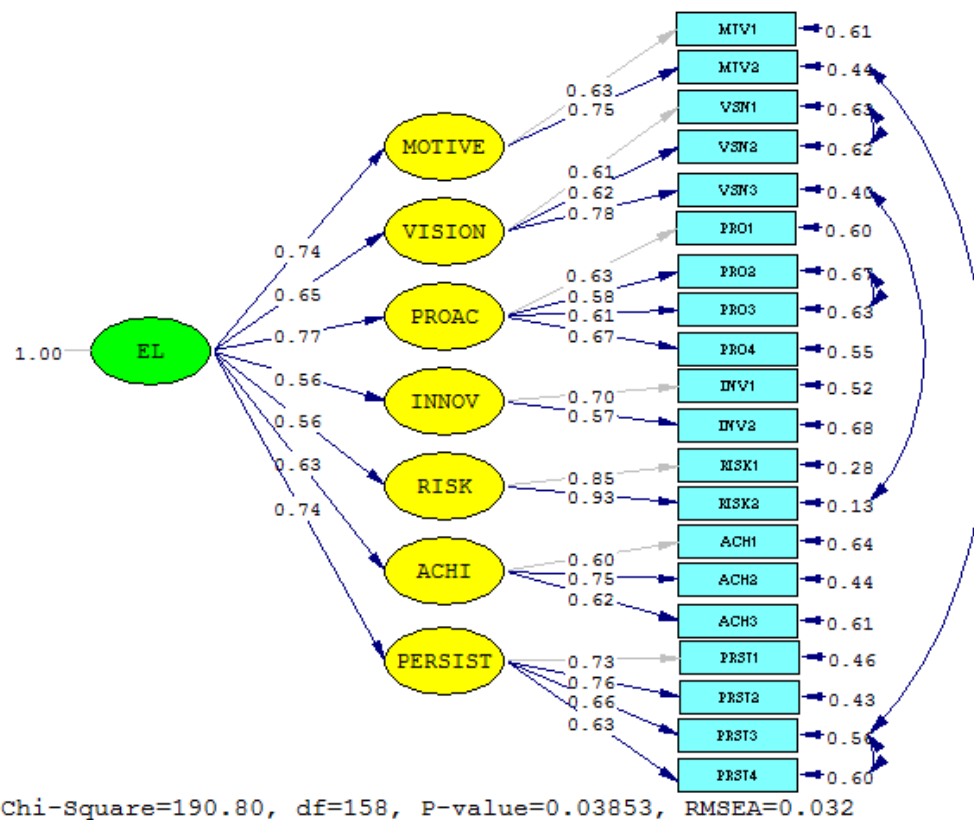 MTV1 0.61
MTV2 0.44
0.63
0.75
VSN1 0.63
MOTIVE
VSN2 0.62
0.61
0.62
0.78
VSN3 0.40
VISION
PRO1 0.60
0.74
0.63
PRO2 0.67
0.65
0.58
PRO3 0.63
PROAC
0.61
0.77
0.67
1.00
EL
PRO4 0.55
0.56
INV1 0.52
0.70
INNOV
0.57
INV2 0.68
0.56
RISK1 0.28
0.63
0.85
RISK
0.93
RISK2 0.13
0.74
ACH1 0.64
0.60
ACHI
0.75
ACH2 0.44
0.62
ACH3 0.61
PERSIST
0.73
PRST1 0.46
0.76
0.66
PRST2 0.43
0.63
PRST3 0.56
PRST4 0.60
Chi-Square=190.80, df=158, P-value=0.03853, RMSEA=0.032